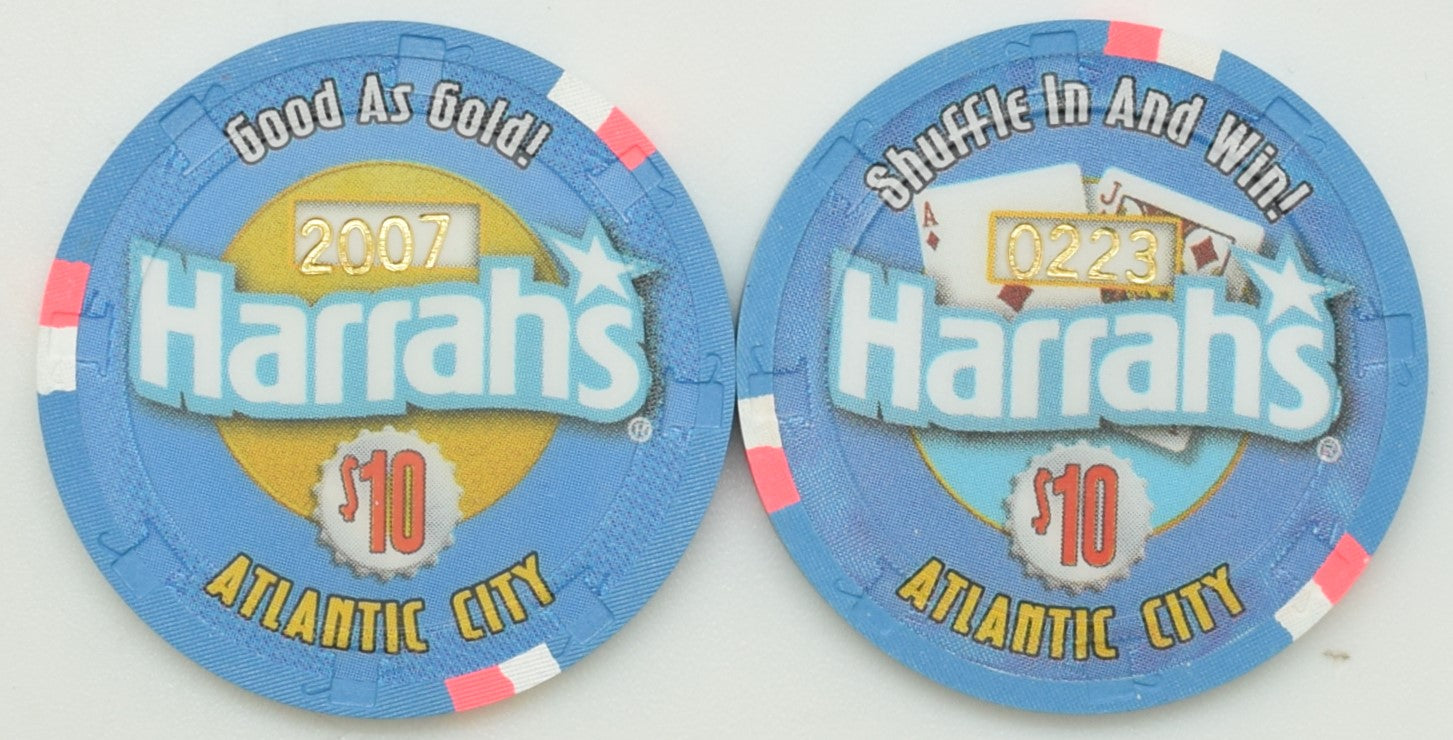 Good As Gold!
2007
Harrah's
®
$10
ATLANTIC CITY
Shuffle In And Win!
A
J
0223
Harrah's
®
$10
ATLANTIC CITY